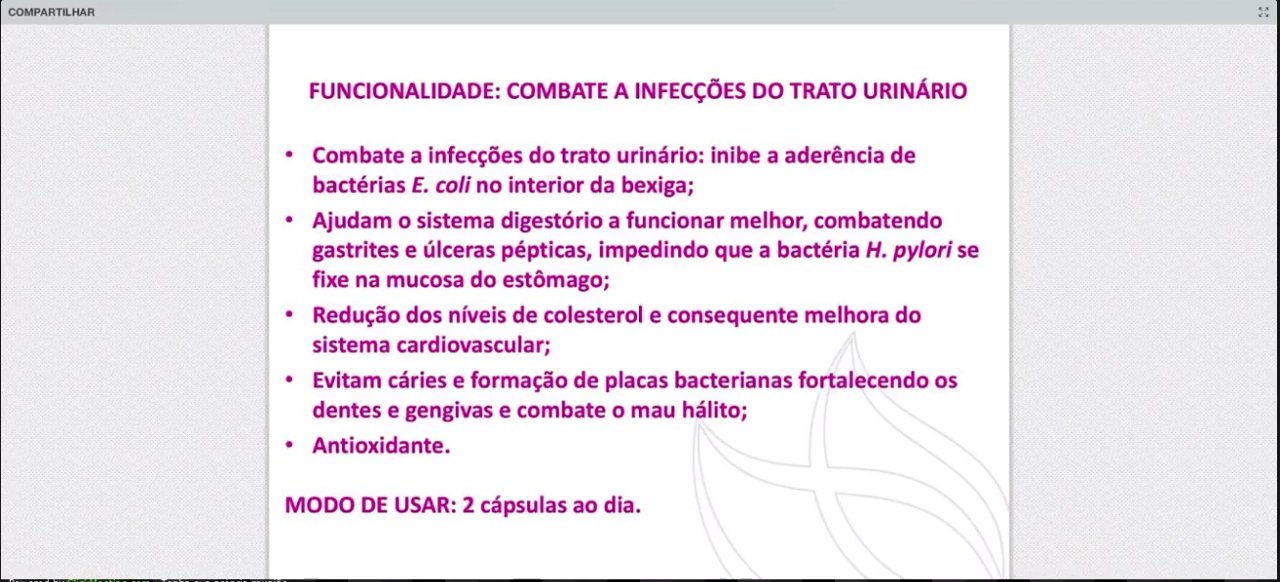 COMPARTILHAR
FUNCIONALIDADE: COMBATE A INFECÇÕES DO TRATO URINÁRIO
• Combate a infecções do trato urinário: inibe a aderência de
bactérias E. coli no interior da bexiga;
• Ajudam o sistema digestório a funcionar melhor, combatendo
gastrites e úlceras pépticas, impedindo que a bactéria H. pylori se
fixe na mucosa do estômago;
• Redução dos níveis de colesterol e consequente melhora do
sistema cardiovascular;
• Evitam cáries e formação de placas bacterianas fortalecendo os
dentes e gengivas e combate o mau hálito;
• Antioxidante.
MODO DE USAR: 2 cápsulas ao dia.